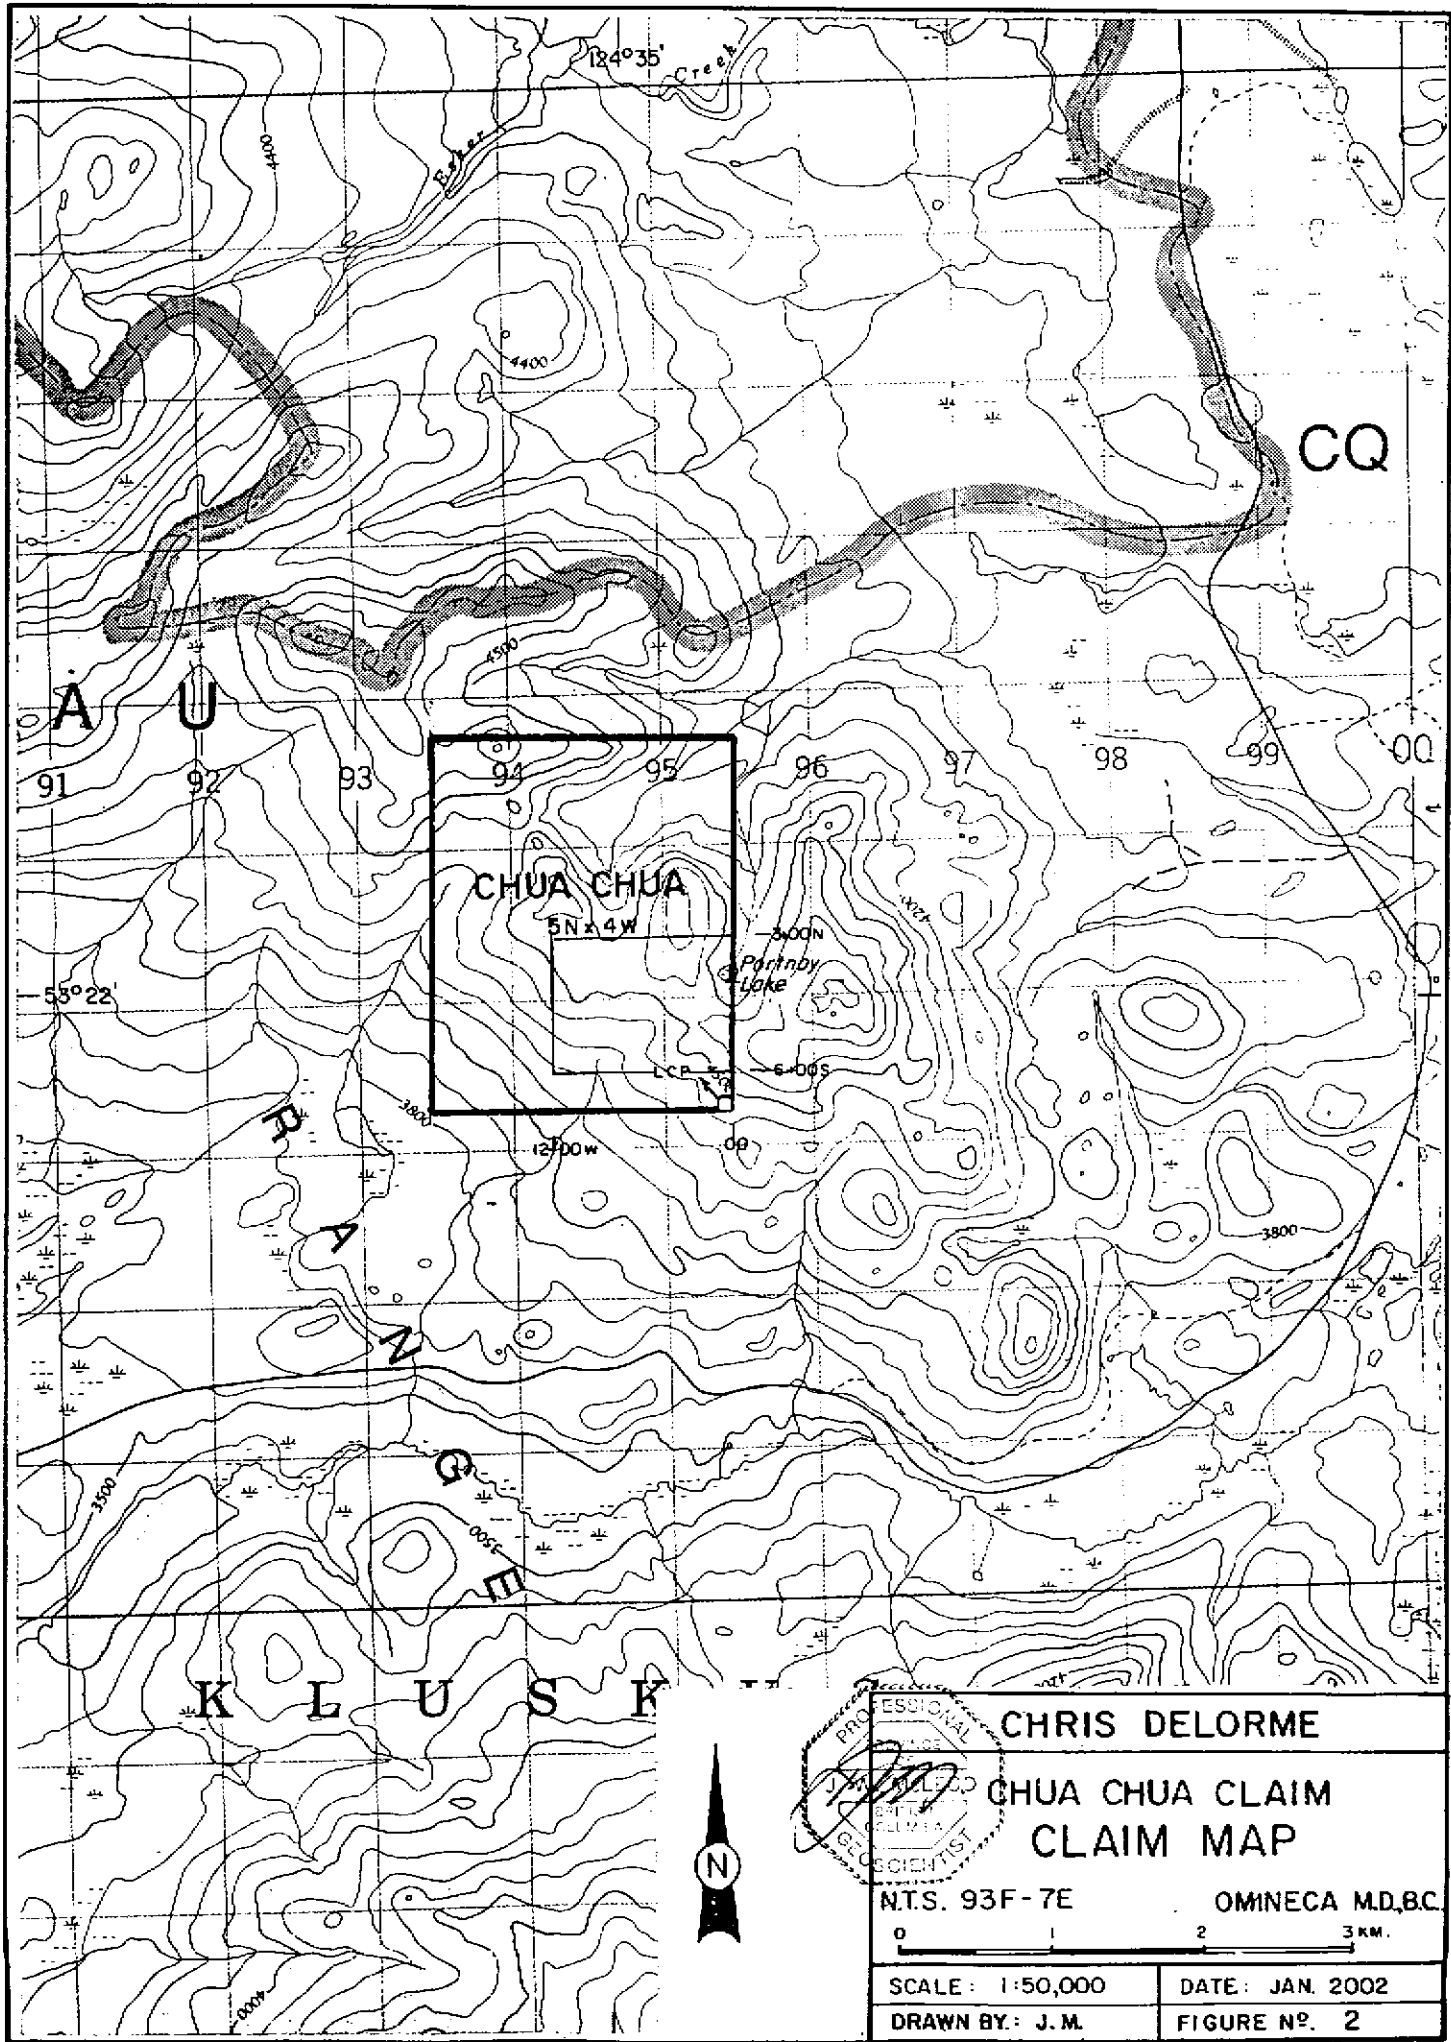 124°35'
Creek
4400
4400
CQ
4500
A U
91 92 93 94 95 96 97 98 99 00
CHUA CHUA
5N x 4W
4200
3+00N
Portnoy
Lake
53°22'
LCP
6+00S
3800
12+00W
00
R
A
N
G
E
3800
3500
3500
K L U S K
PROFESSIONAL
GEOSCIENTIST
N
4000
CHRIS DELORME
CHUA CHUA CLAIM
CLAIM MAP
N.T.S. 93F-7E OMINECA M.D., B.C.
0 1 2 3 KM.
SCALE: 1:50,000 DATE: JAN. 2002
DRAWN BY: J.M. FIGURE Nº. 2